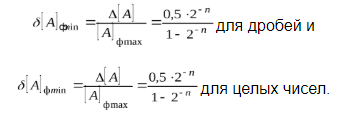 δ[A]фmin = Δ[A] / [A]фmax = 0,5 ·2⁻ⁿ / 1- 2⁻ⁿ для дробей и
δ[A]фmin = Δ[A] / [A]фmax = 0,5 ·2⁻ⁿ / 1- 2⁻ⁿ для целых чисел.